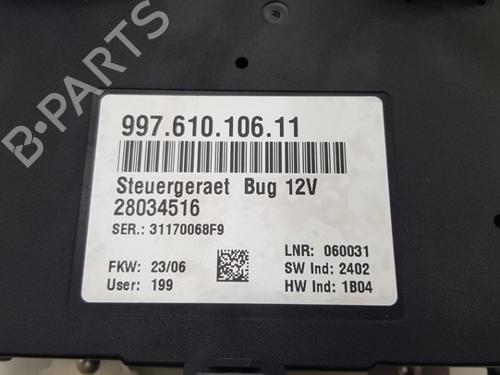 B-PARTS
997.610.106.11
Steuergeraet Bug 12V
28034516
SER.: 31170068F9
LNR: 060031
FKW: 23/06
SW Ind: 2402
User: 199
HW Ind: 1B04